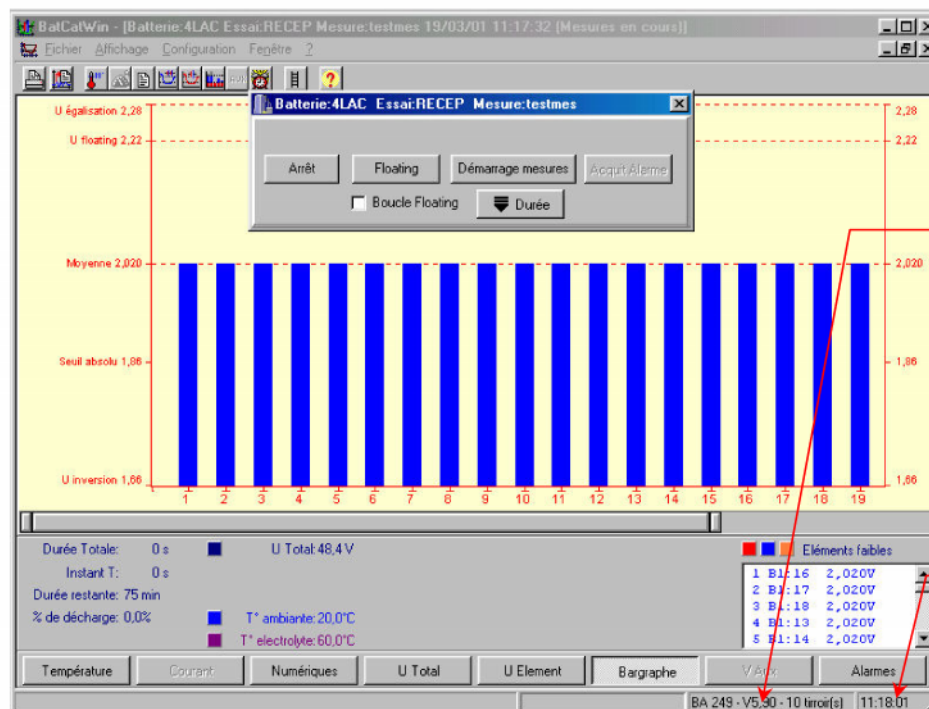 BatCatWin - [Batterie:4LAC Essai:RECEP Mesure:testmes 19/03/01 11:17:32 (Mesures en cours)]
Fichier Affichage Configuration Fenêtre ?
Batterie:4LAC Essai:RECEP Mesure:testmes
Arrêt Floating Démarrage mesures Acquit Alarme
Boucle Floating Durée
U égalisation 2,28 2,28
U floating 2,22 2,22
Moyenne 2,020 2,020
Seuil absolu 1,86 1,86
U inversion 1,66 1,66
1 2 3 4 5 6 7 8 9 10 11 12 13 14 15 16 17 18 19
Durée Totale: 0 s U Total:48,4 V Eléments faibles
Instant T: 0 s
Durée restante: 75 min
% de décharge: 0,0% T° ambiante:20,0°C
T° electrolyte:60,0°C
1 B1:16 2,020V
2 B1:17 2,020V
3 B1:18 2,020V
4 B1:13 2,020V
5 B1:14 2,020V
Température Courant Numériques U Total U Element Bargraphe V Aux Alarmes
BA 249 - V5,90 - 10 tirroir(s) 11:18:01